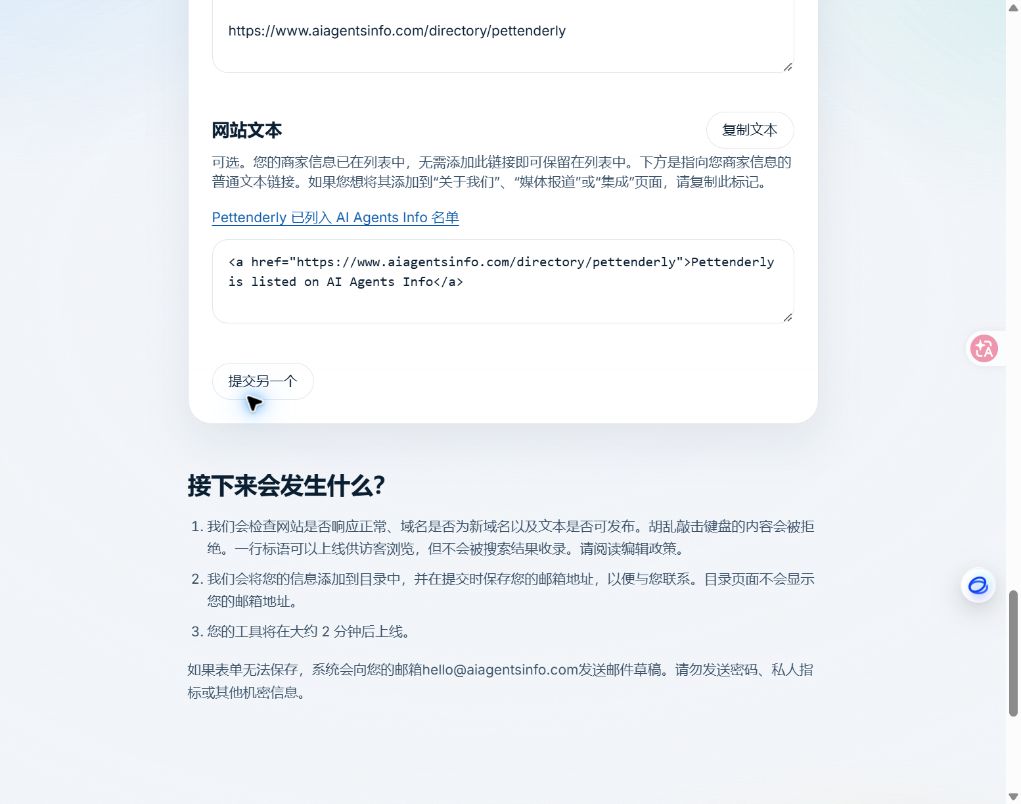 https://www.aiagentsinfo.com/directory/pettenderly
网站文本
复制文本
可选。您的商家信息已在列表中，无需添加此链接即可保留在列表中。下方是指向您商家信息的
普通文本链接。如果您想将其添加到“关于我们”、“媒体报道”或“集成”页面，请复制此标记。
Pettenderly 已列入 AI Agents Info 名单
<a href="https://www.aiagentsinfo.com/directory/pettenderly">Pettenderly
is listed on AI Agents Info</a>
提交另一个
接下来会发生什么？
1. 我们会检查网站是否响应正常、域名是否为新域名以及文本是否可发布。胡乱敲击键盘的内容会被拒
绝。一行标语可以上线供访客浏览，但不会被搜索结果收录。请阅读编辑政策。
2. 我们会将您的信息添加到目录中，并在提交时保存您的邮箱地址，以便与您联系。目录页面不会显示
您的邮箱地址。
3. 您的工具将在大约 2 分钟后上线。
如果表单无法保存，系统会向您的邮箱hello@aiagentsinfo.com发送邮件草稿。请勿发送密码、私人指
标或其他机密信息。